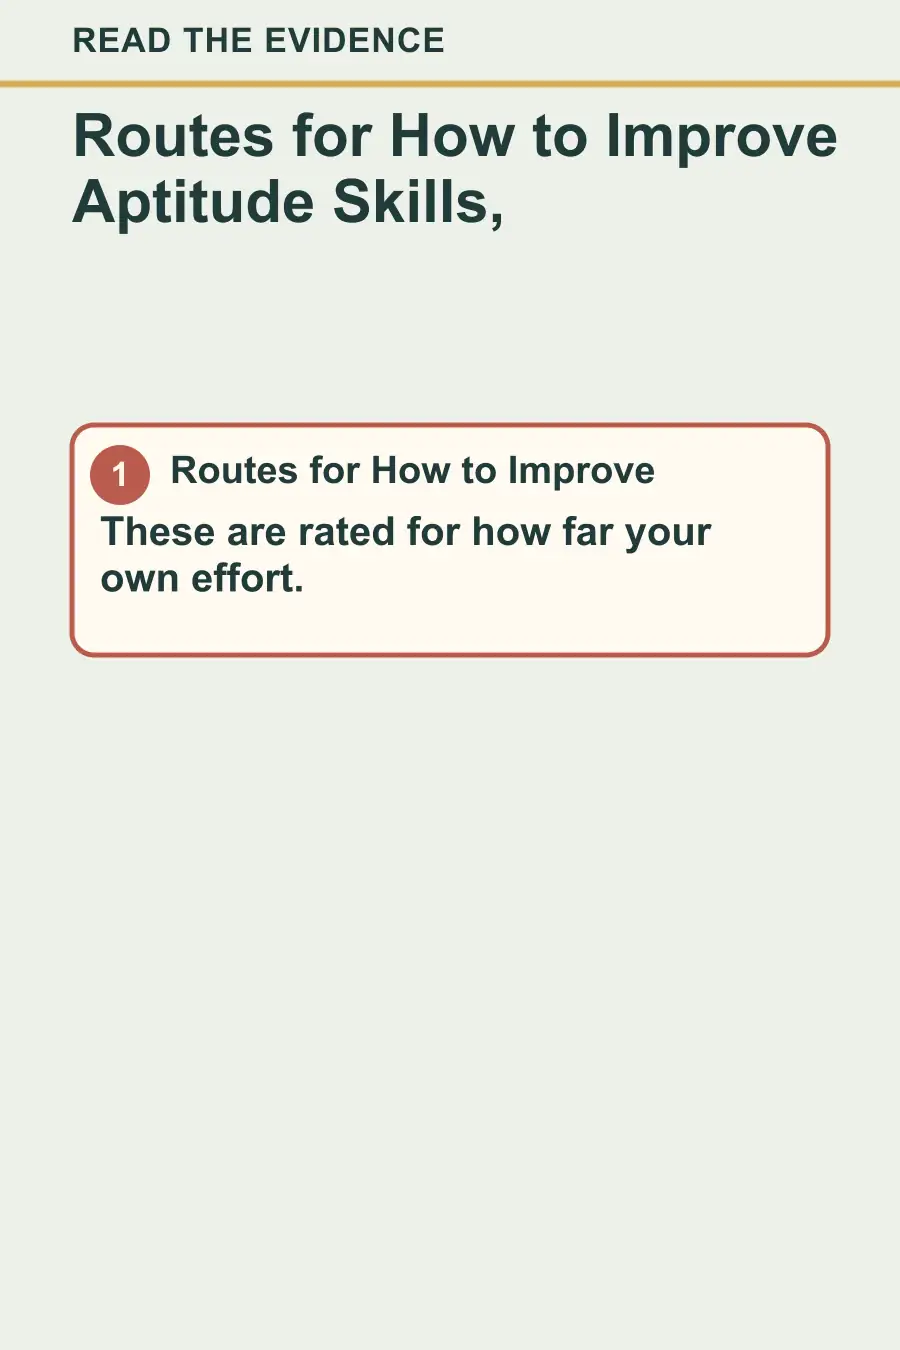 READ THE EVIDENCE
Routes for How to Improve
Aptitude Skills,
1 Routes for How to Improve
These are rated for how far your
own effort.